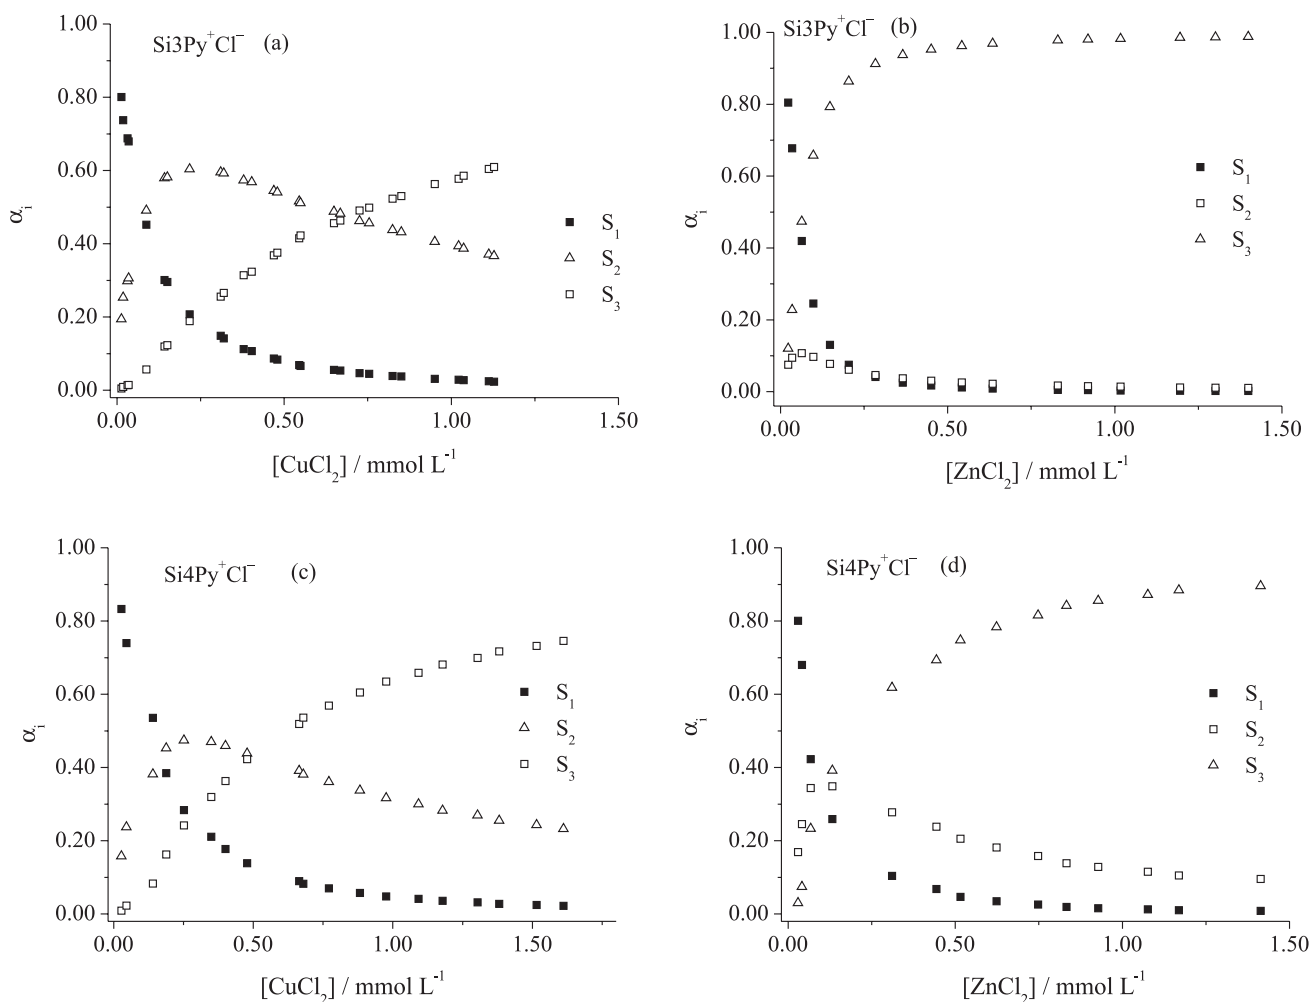 Si3Py⁺Cl⁻ (a)
αᵢ
0.80
0.60
0.40
0.20
0.00
S₁
S₂
S₃
0.00 0.50 1.00 1.50
[CuCl₂] / mmol L⁻¹
Si3Py⁺Cl⁻ (b)
αᵢ
1.00
0.80
0.60
0.40
0.20
0.00
S₁
S₂
S₃
0.00 0.50 1.00 1.50
[ZnCl₂] / mmol L⁻¹
Si4Py⁺Cl⁻ (c)
αᵢ
1.00
0.80
0.60
0.40
0.20
0.00
S₁
S₂
S₃
0.00 0.50 1.00 1.50
[CuCl₂] / mmol L⁻¹
Si4Py⁺Cl⁻ (d)
αᵢ
1.00
0.80
0.60
0.40
0.20
0.00
S₁
S₂
S₃
0.00 0.50 1.00 1.50
[ZnCl₂] / mmol L⁻¹